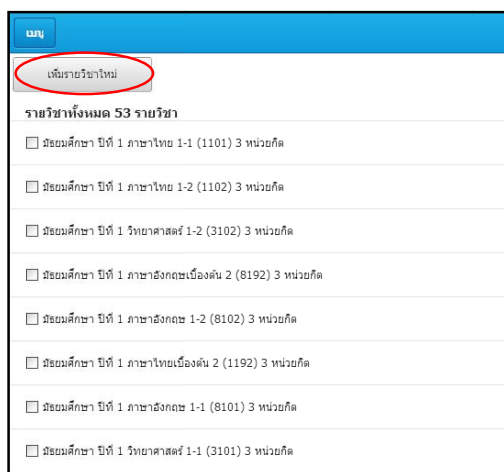 เมนู
เพิ่มรายวิชาใหม่
รายวิชาทั้งหมด 53 รายวิชา
มัธยมศึกษา ปีที่ 1 ภาษาไทย 1-1 (1101) 3 หน่วยกิต
มัธยมศึกษา ปีที่ 1 ภาษาไทย 1-2 (1102) 3 หน่วยกิต
มัธยมศึกษา ปีที่ 1 วิทยาศาสตร์ 1-2 (3102) 3 หน่วยกิต
มัธยมศึกษา ปีที่ 1 ภาษาอังกฤษเบื้องต้น 2 (8192) 3 หน่วยกิต
มัธยมศึกษา ปีที่ 1 ภาษาอังกฤษ 1-2 (8102) 3 หน่วยกิต
มัธยมศึกษา ปีที่ 1 ภาษาไทยเบื้องต้น 2 (1192) 3 หน่วยกิต
มัธยมศึกษา ปีที่ 1 ภาษาอังกฤษ 1-1 (8101) 3 หน่วยกิต
มัธยมศึกษา ปีที่ 1 วิทยาศาสตร์ 1-1 (3101) 3 หน่วยกิต